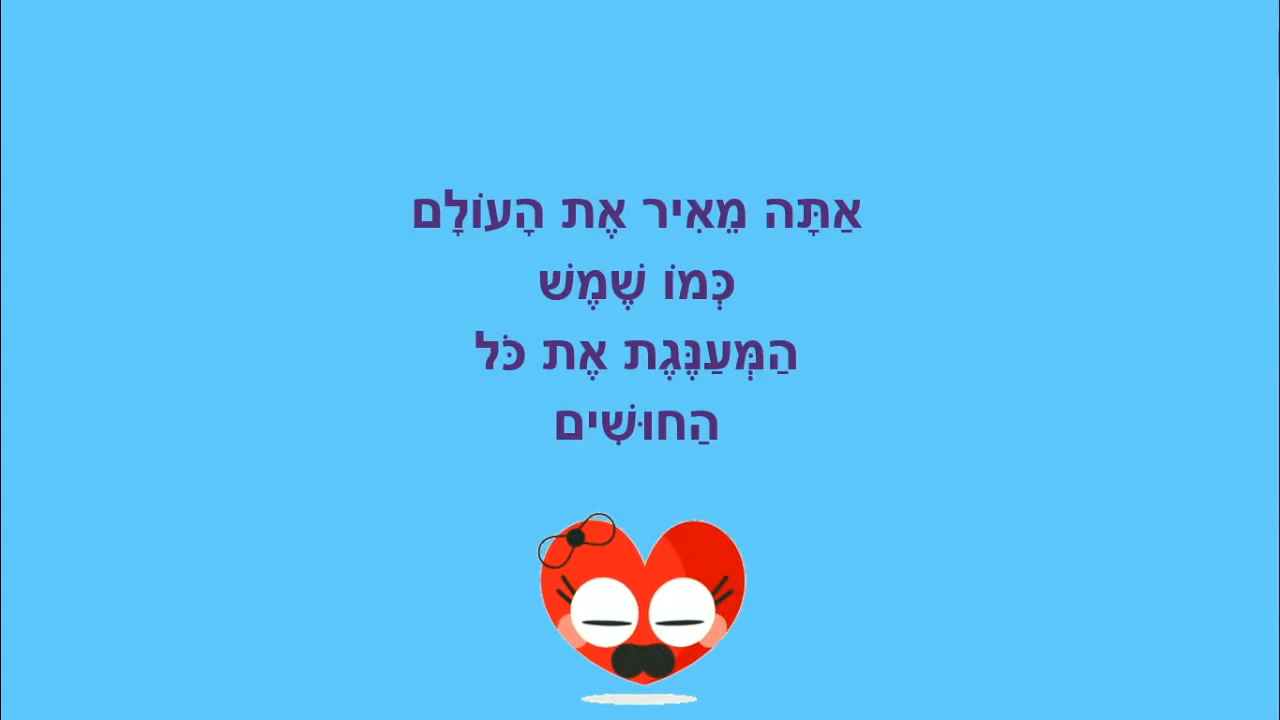 אַתָּה מֵאִיר אֶת הָעוֹלָם
כְּמוֹ שֶׁמֶשׁ
הַמְּעַנֶּגֶת אֶת כֹּל
הַחוּשִּׁים